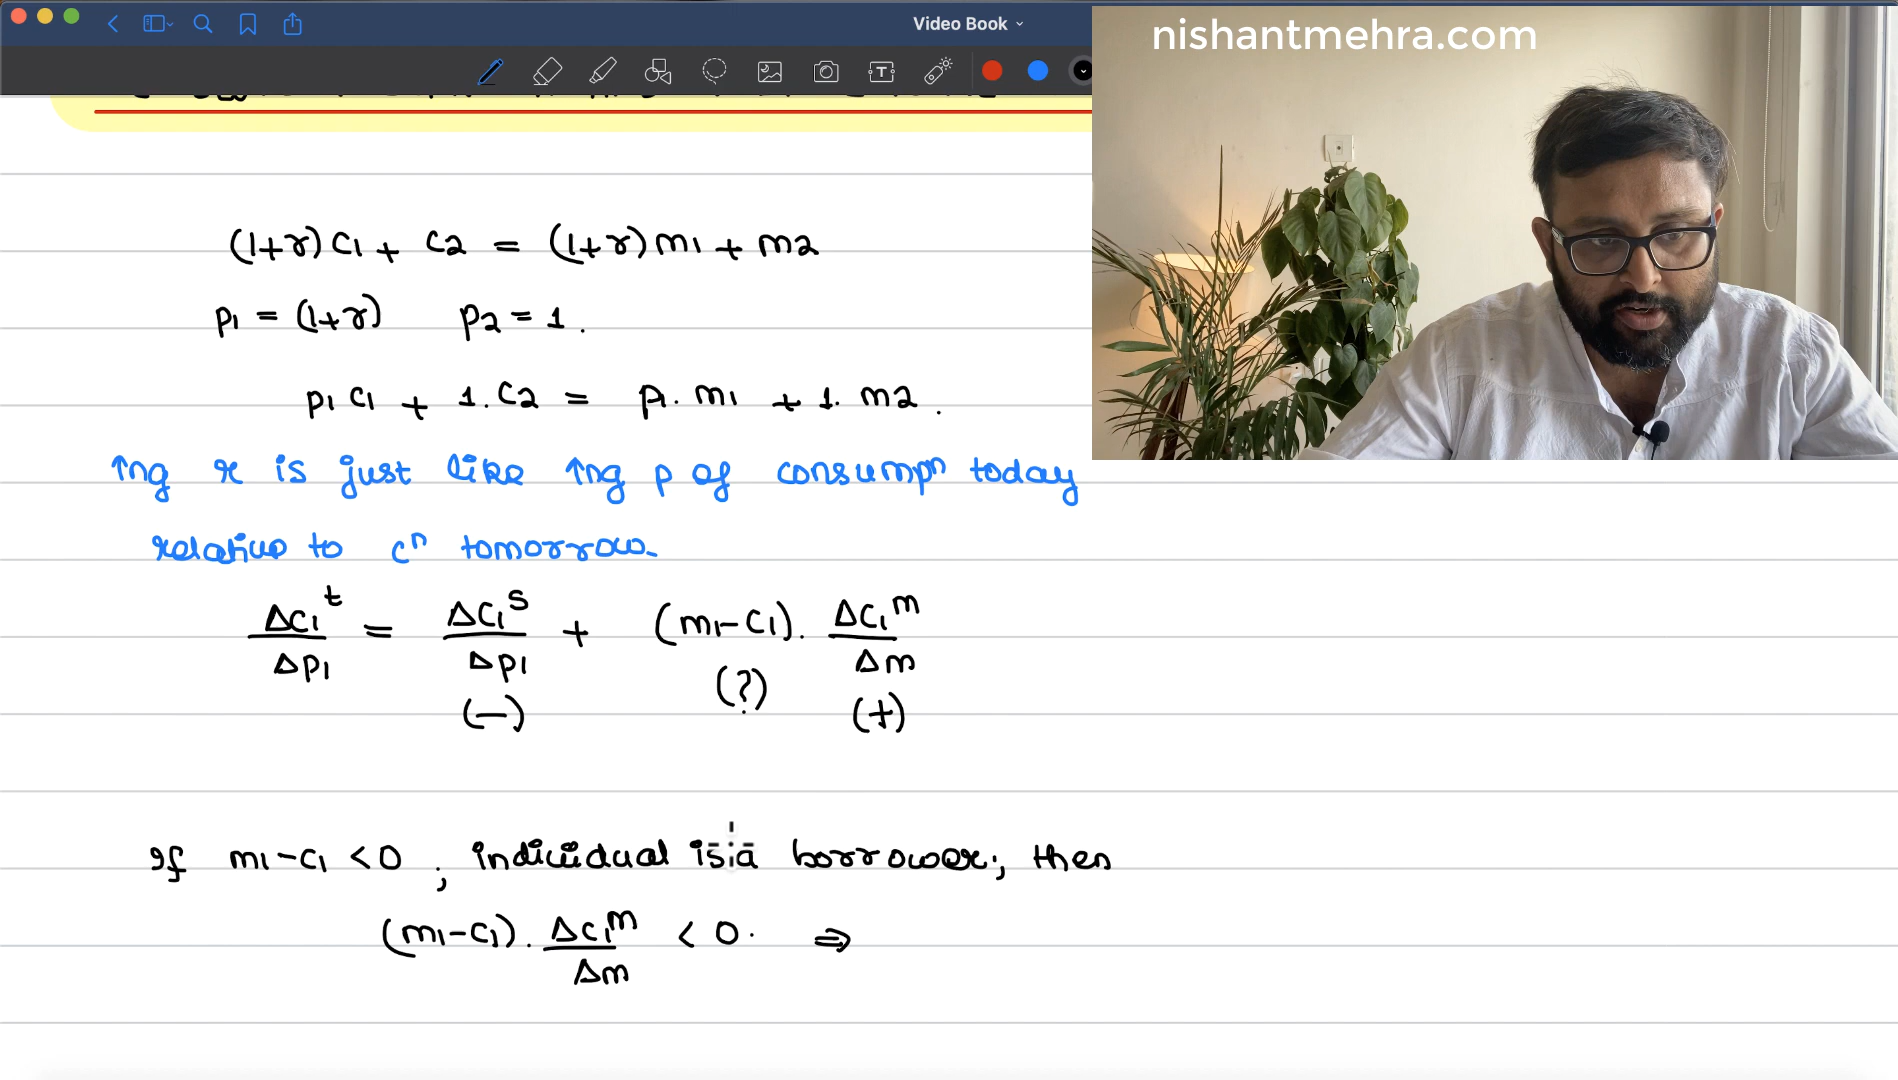 Video Book
nishantmehra.com
(1+r)c1 + c2 = (1+r)m1 + m2
p1 = (1+r) p2 = 1.
p1 c1 + 1. c2 = p1. m1 + 1. m2.
↑ng r is just like ↑ng p of consumpⁿ today
relative to cⁿ tomorrow.
Δc1ᵗ/Δp1 = Δc1ˢ/Δp1 + (m1-c1). Δc1ᵐ/Δm
(-) (?) (+)
If m1-c1 <0 ; individual is a borrower; then
(m1-c1). Δc1ᵐ/Δm < 0. ⇒